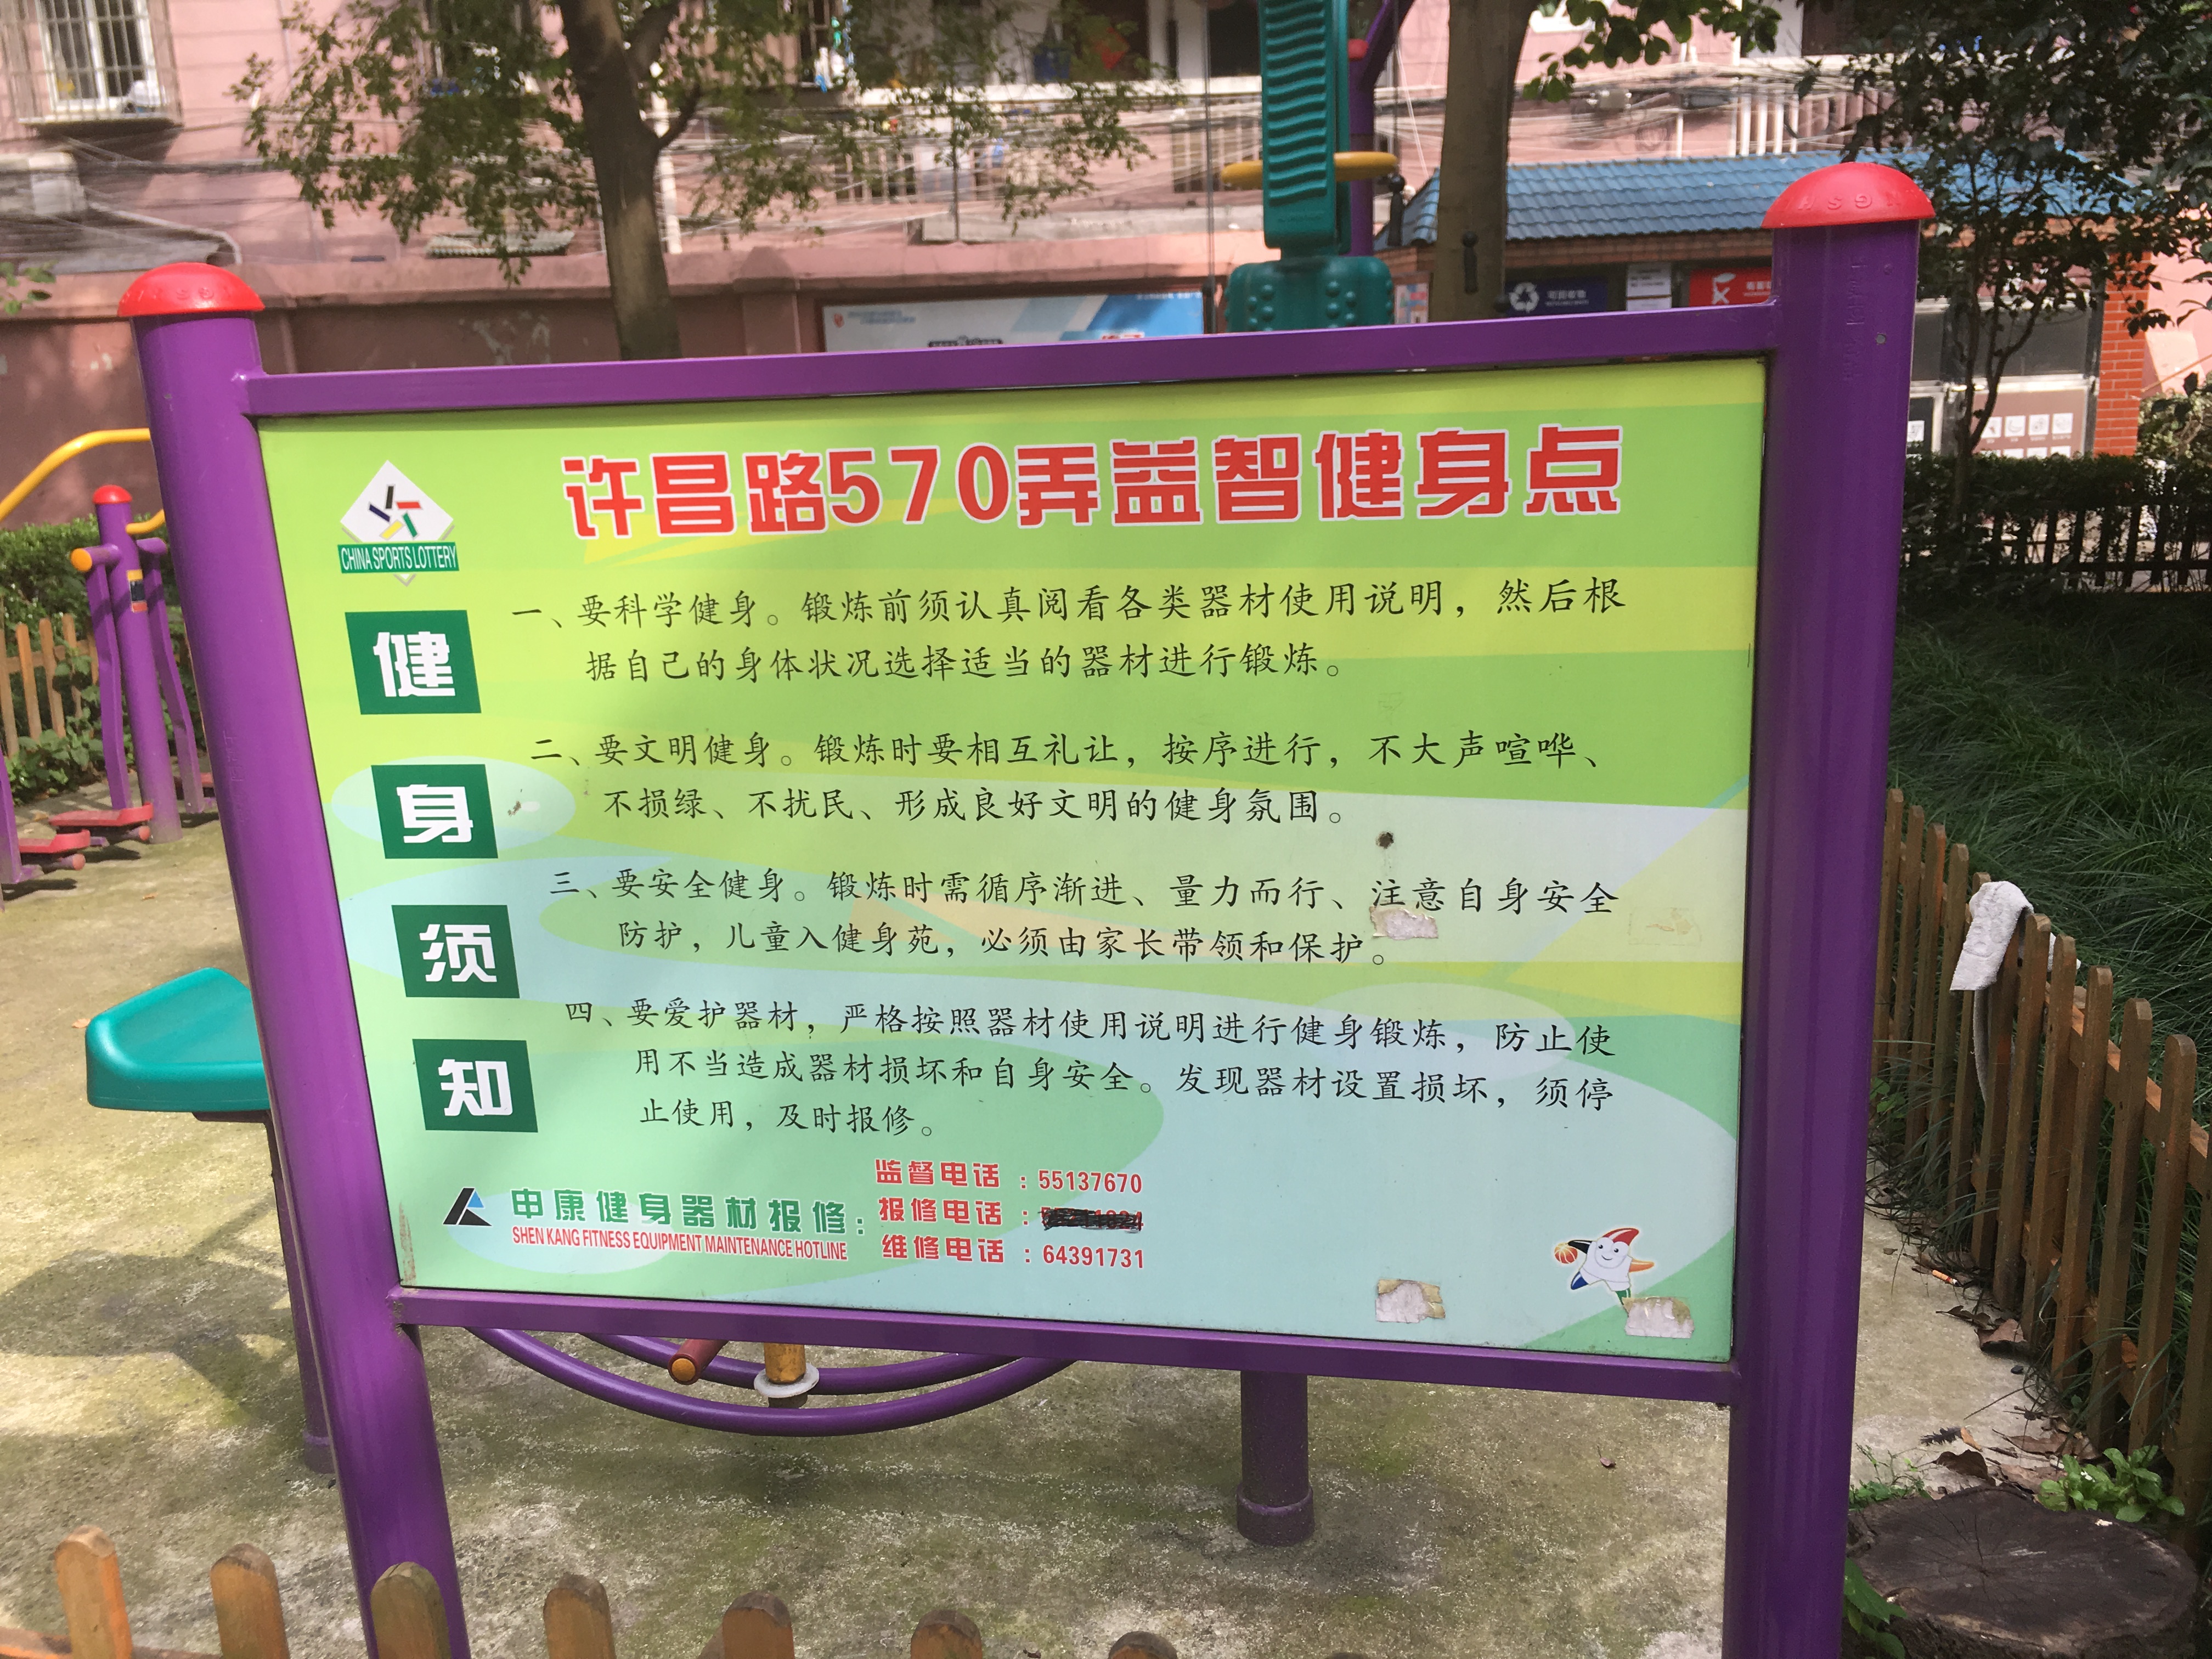 许昌路570弄益智健身点
CHINA SPORTS LOTTERY
健身须知
一、要科学健身。锻炼前须认真阅看各类器材使用说明，然后根
据自己的身体状况选择适当的器材进行锻炼。
二、要文明健身。锻炼时要相互礼让，按序进行，不大声喧哗、
不损绿、不扰民、形成良好文明的健身氛围。
三、要安全健身。锻炼时需循序渐进、量力而行、注意自身安全
防护，儿童入健身苑，必须由家长带领和保护。
四、要爱护器材，严格按照器材使用说明进行健身锻炼，防止使
用不当造成器材损坏和自身安全。发现器材设置损坏，须停
止使用，及时报修。
申康健身器材报修：
SHEN KANG FITNESS EQUIPMENT MAINTENANCE HOTLINE
监督电话：55137670
报修电话：
维修电话：64391731
可回收物